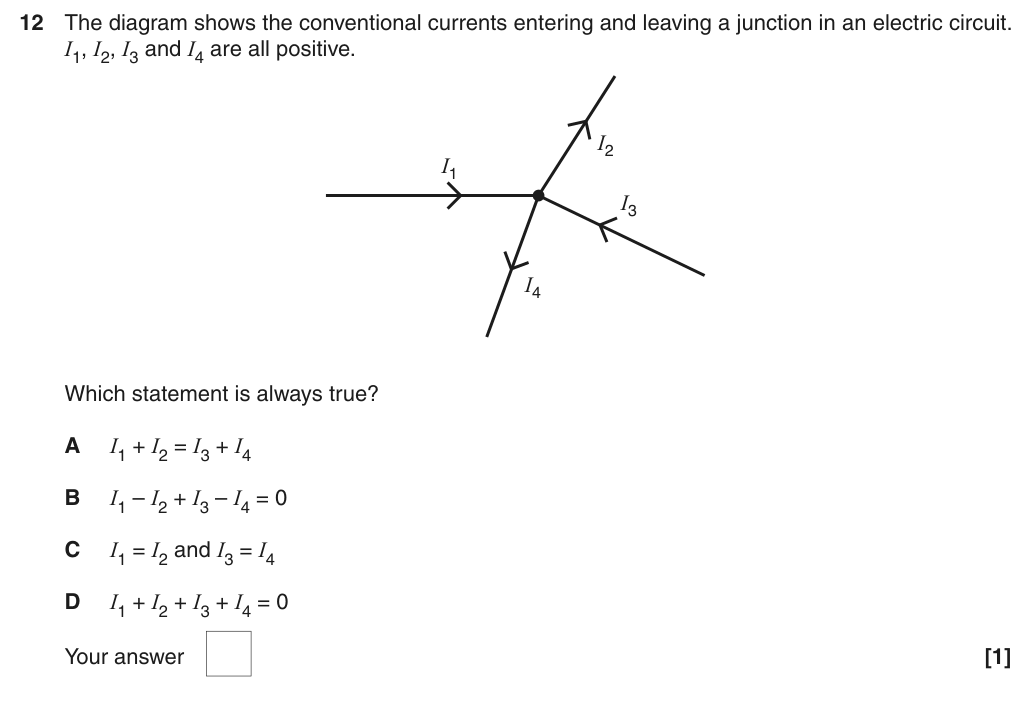 12 The diagram shows the conventional currents entering and leaving a junction in an electric circuit.
I₁, I₂, I₃ and I₄ are all positive.
I₂
I₁
I₃
I₄
Which statement is always true?
A I₁ + I₂ = I₃ + I₄
B I₁ − I₂ + I₃ − I₄ = 0
C I₁ = I₂ and I₃ = I₄
D I₁ + I₂ + I₃ + I₄ = 0
Your answer [1]